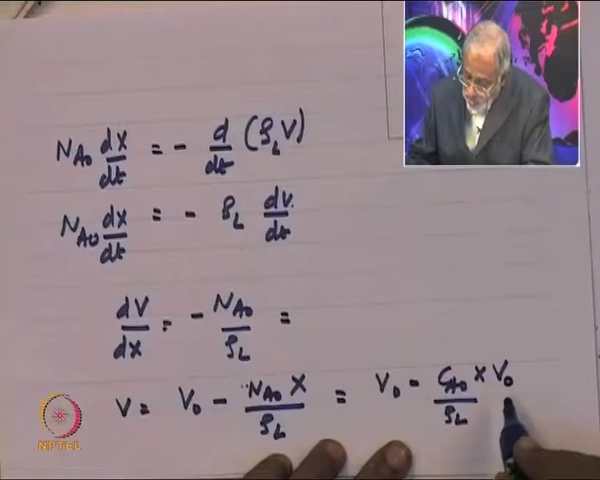 N_A0 dX/dt = - d/dt (ρ_L V)
N_A0 dX/dt = - ρ_L dV/dt
dV/dX = - N_A0/ρ_L =
V = V_0 - N_A0 X/ρ_L = V_0 - C_A0 X V_0/ρ_L
NPTEL